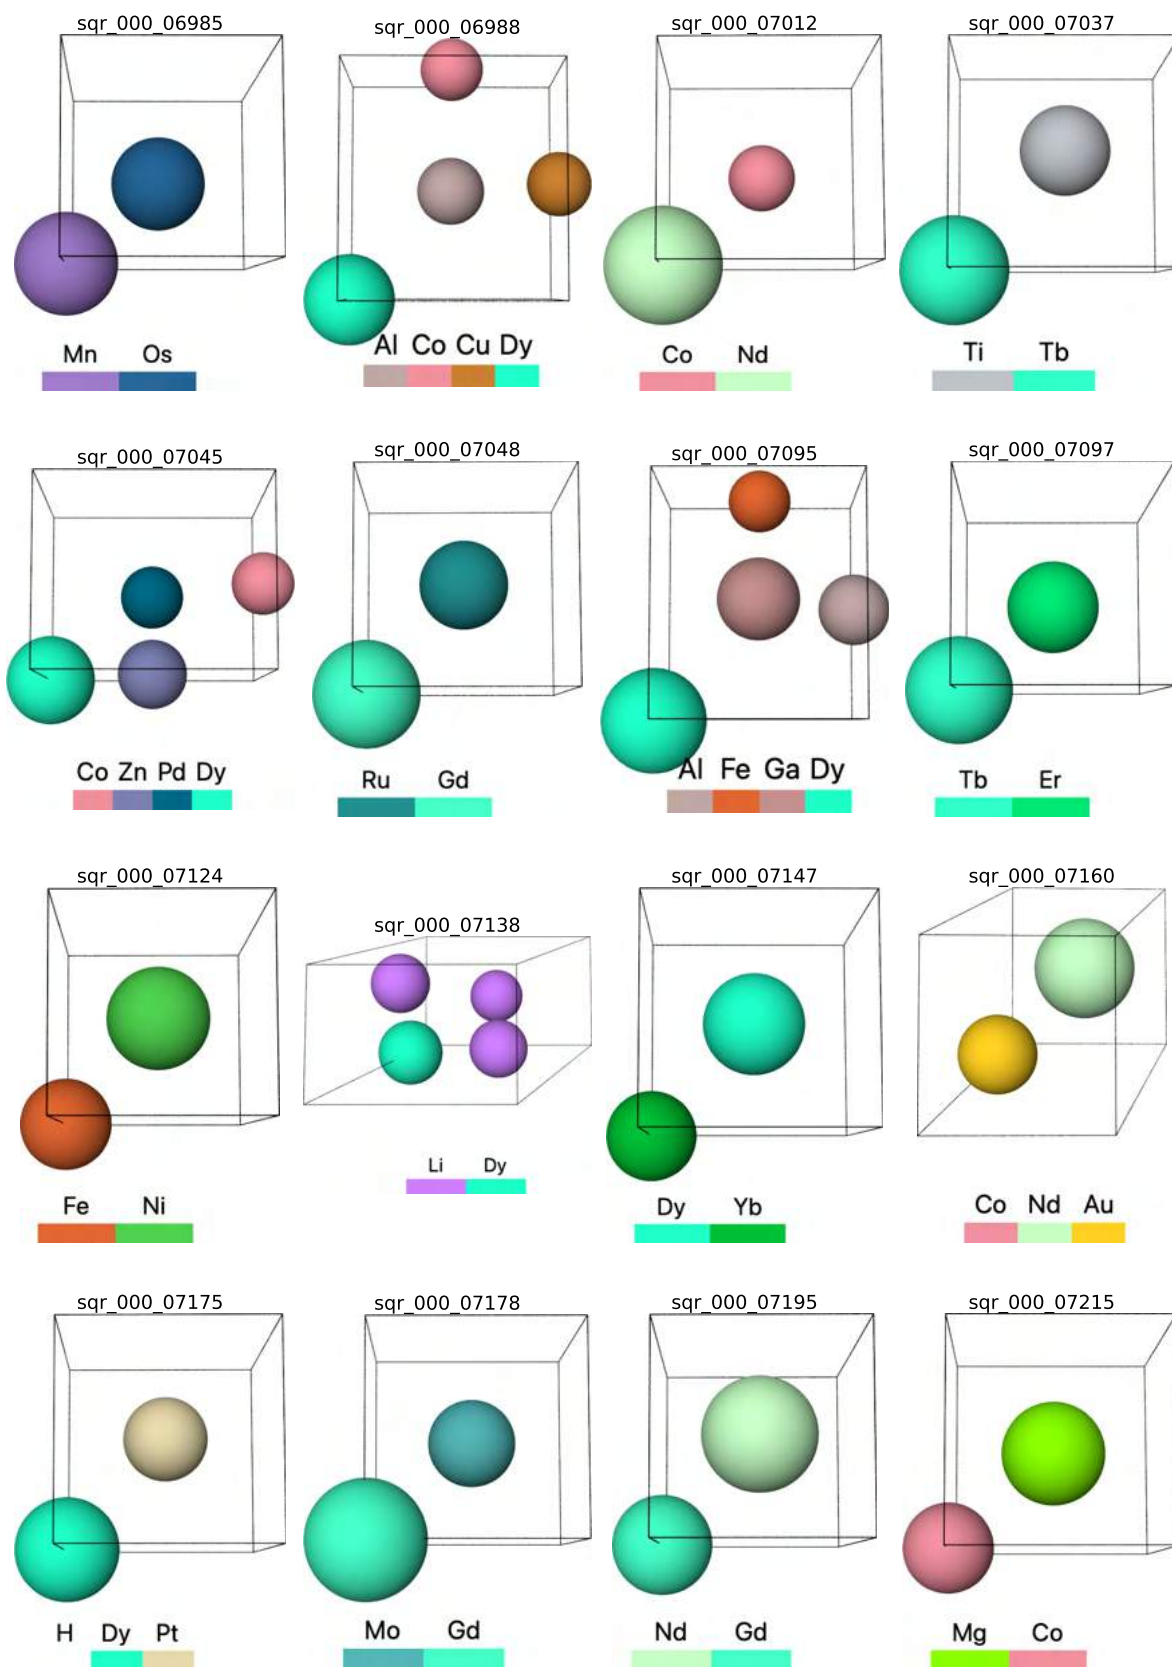 sqr_000_06985
sqr_000_06988
sqr_000_07012
sqr_000_07037
Mn Os
Al Co Cu Dy
Co Nd
Ti Tb
sqr_000_07045
sqr_000_07048
sqr_000_07095
sqr_000_07097
Co Zn Pd Dy
Ru Gd
Al Fe Ga Dy
Tb Er
sqr_000_07124
sqr_000_07138
sqr_000_07147
sqr_000_07160
Fe Ni
Li Dy
Dy Yb
Co Nd Au
sqr_000_07175
sqr_000_07178
sqr_000_07195
sqr_000_07215
H Dy Pt
Mo Gd
Nd Gd
Mg Co